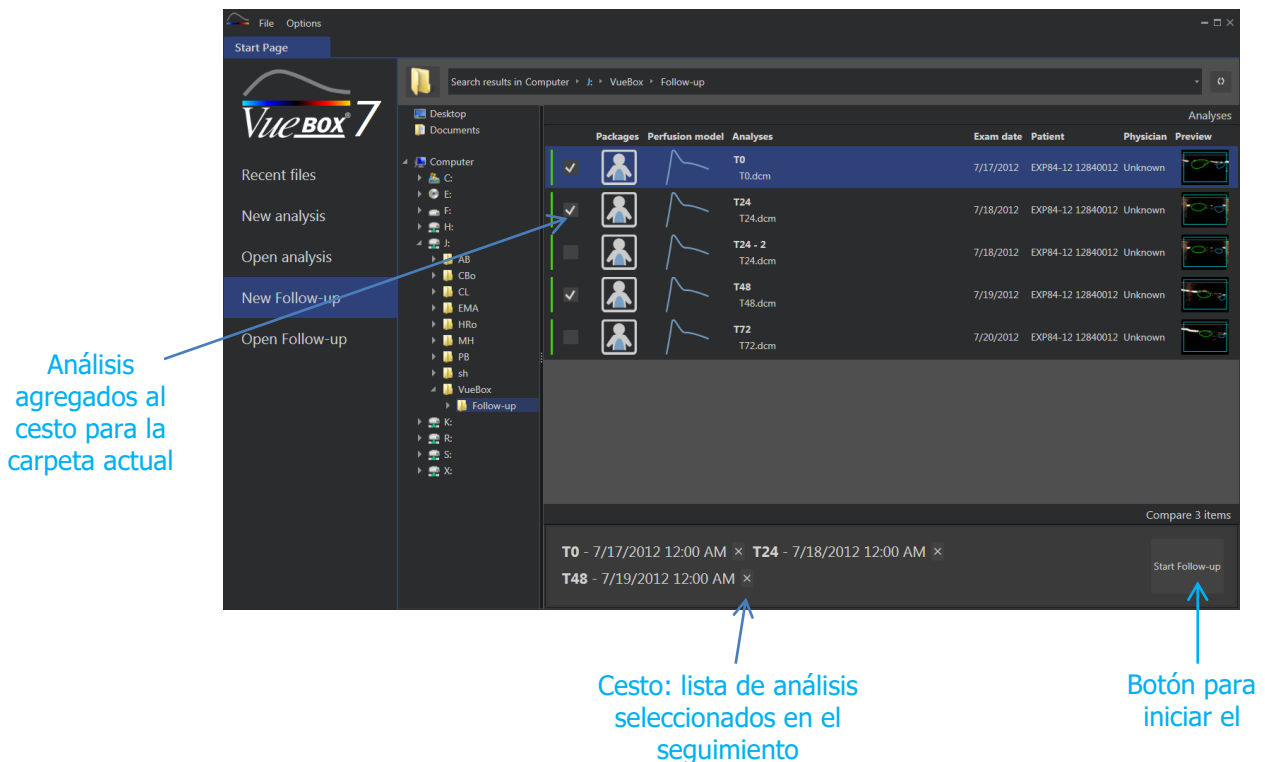 File Options
Start Page
VUE BOX® 7
Recent files
New analysis
Open analysis
New Follow-up
Open Follow-up
Search results in Computer J: VueBox Follow-up
Desktop
Documents
Computer
C:
E:
F:
H:
J:
AB
CBo
CL
EMA
HRo
MH
PB
sh
VueBox
Follow-up
K:
R:
S:
X:
Analyses
Packages Perfusion model Analyses Exam date Patient Physician Preview
T0
T0.dcm
7/17/2012 EXP84-12 12840012 Unknown
T24
T24.dcm
7/18/2012 EXP84-12 12840012 Unknown
T24 - 2
T24.dcm
7/18/2012 EXP84-12 12840012 Unknown
T48
T48.dcm
7/19/2012 EXP84-12 12840012 Unknown
T72
T72.dcm
7/20/2012 EXP84-12 12840012 Unknown
Compare 3 items
T0 - 7/17/2012 12:00 AM × T24 - 7/18/2012 12:00 AM ×
T48 - 7/19/2012 12:00 AM ×
Start Follow-up
Análisis
agregados al
cesto para la
carpeta actual
Cesto: lista de análisis
seleccionados en el
seguimiento
Botón para
iniciar el